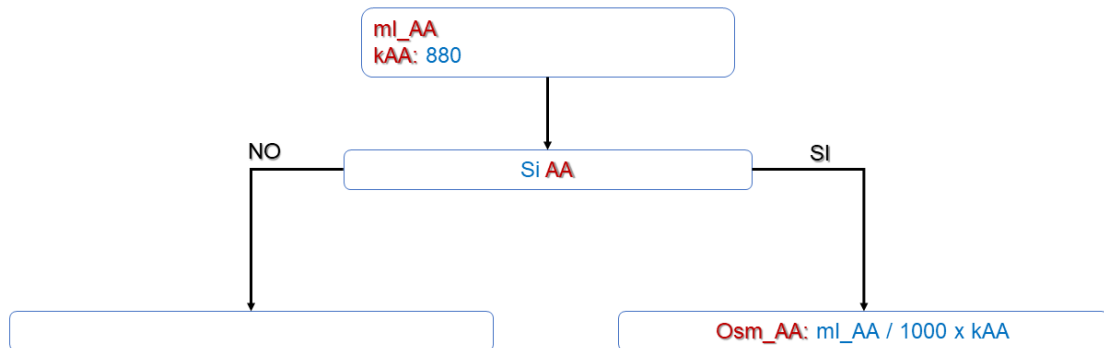 ml_AA
kAA: 880
NO
SI
Si AA
Osm_AA: ml_AA / 1000 x kAA